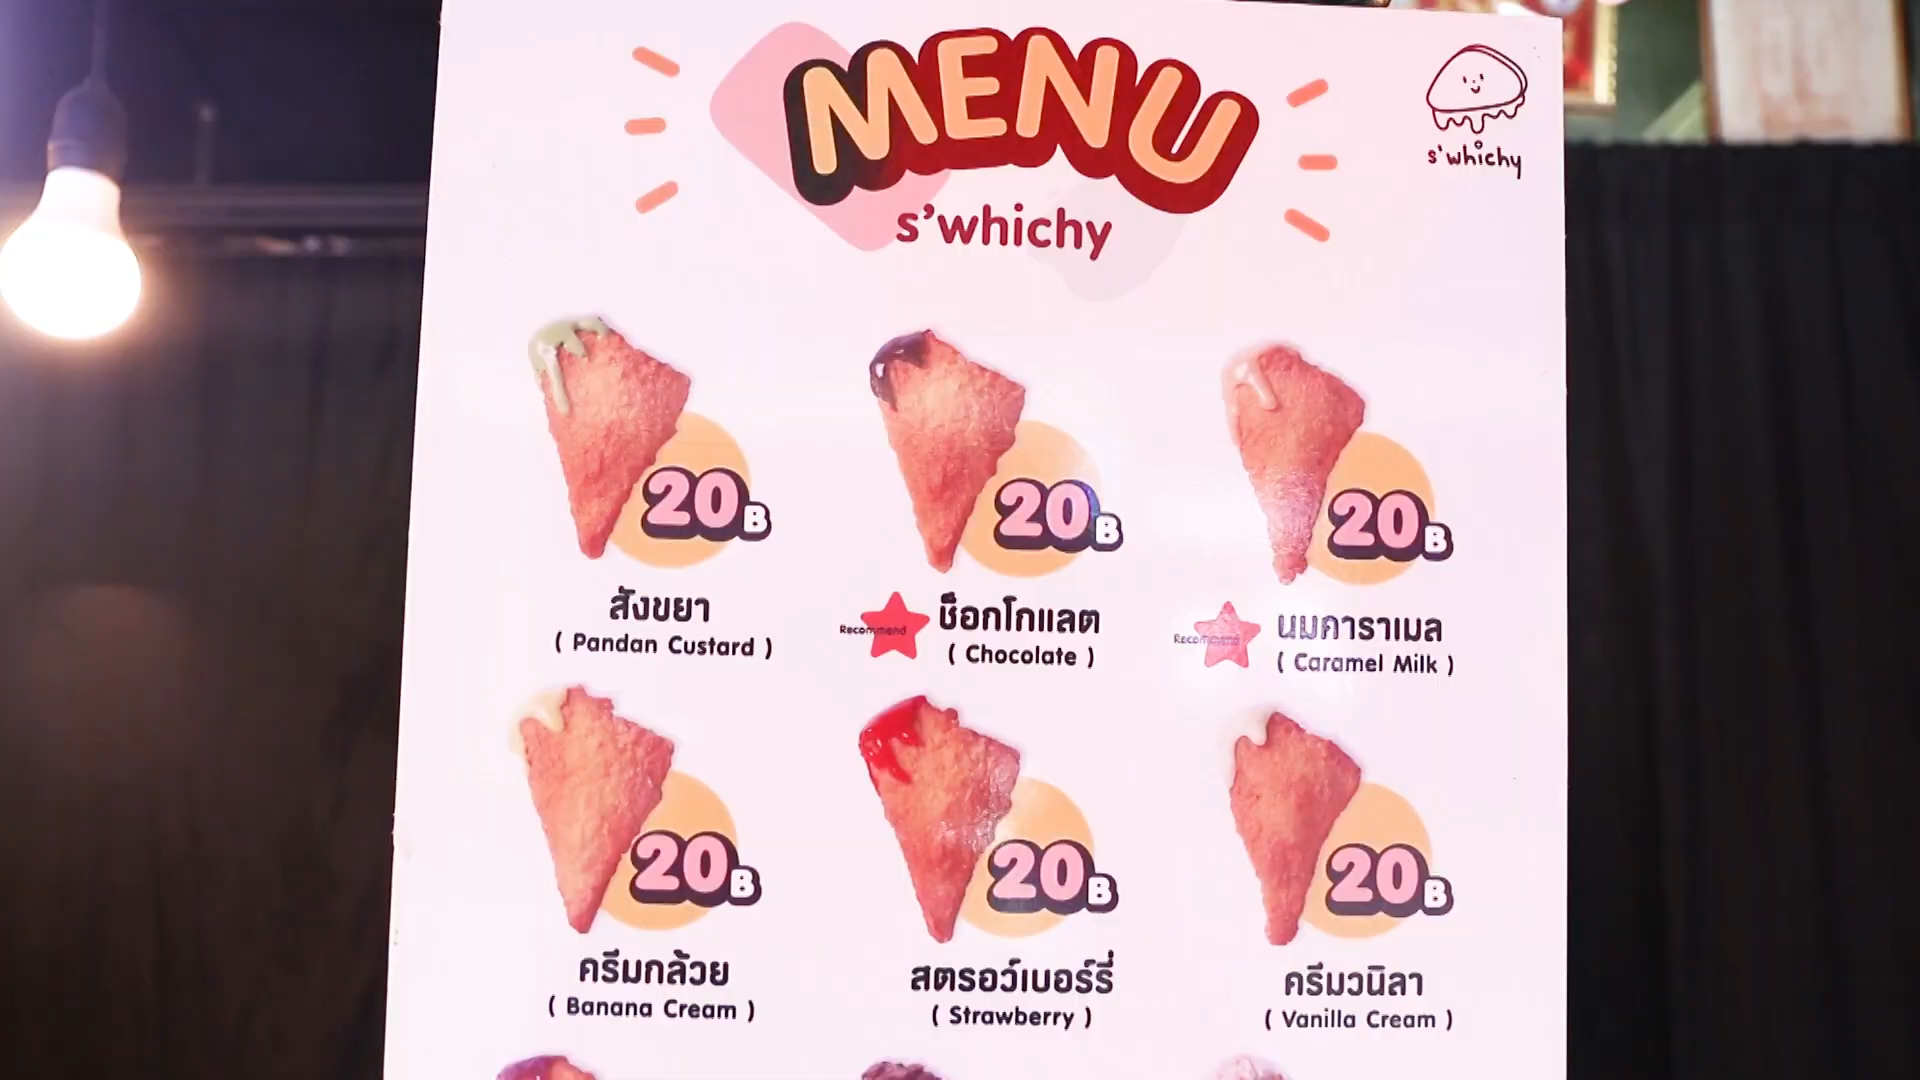 MENU
s'whichy
s'whichy
20B
20B
20B
สังขยา
( Pandan Custard )
Recommend
ช็อกโกแลต
( Chocolate )
Recommend
นมคาราเมล
( Caramel Milk )
20B
20B
20B
ครีมกล้วย
( Banana Cream )
สตรอว์เบอร์รี่
( Strawberry )
ครีมวนิลา
( Vanilla Cream )